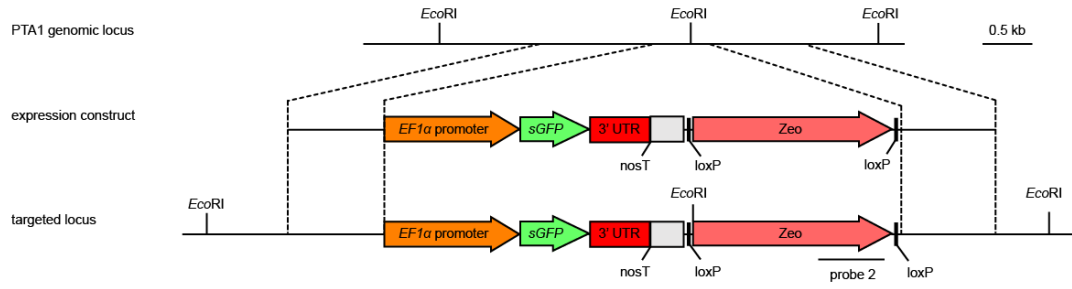 EcoRI EcoRI EcoRI
PTA1 genomic locus
0.5 kb
expression construct
EF1α promoter sGFP 3' UTR Zeo
nosT loxP loxP
EcoRI EcoRI EcoRI
targeted locus
EF1α promoter sGFP 3' UTR Zeo
nosT loxP probe 2 loxP